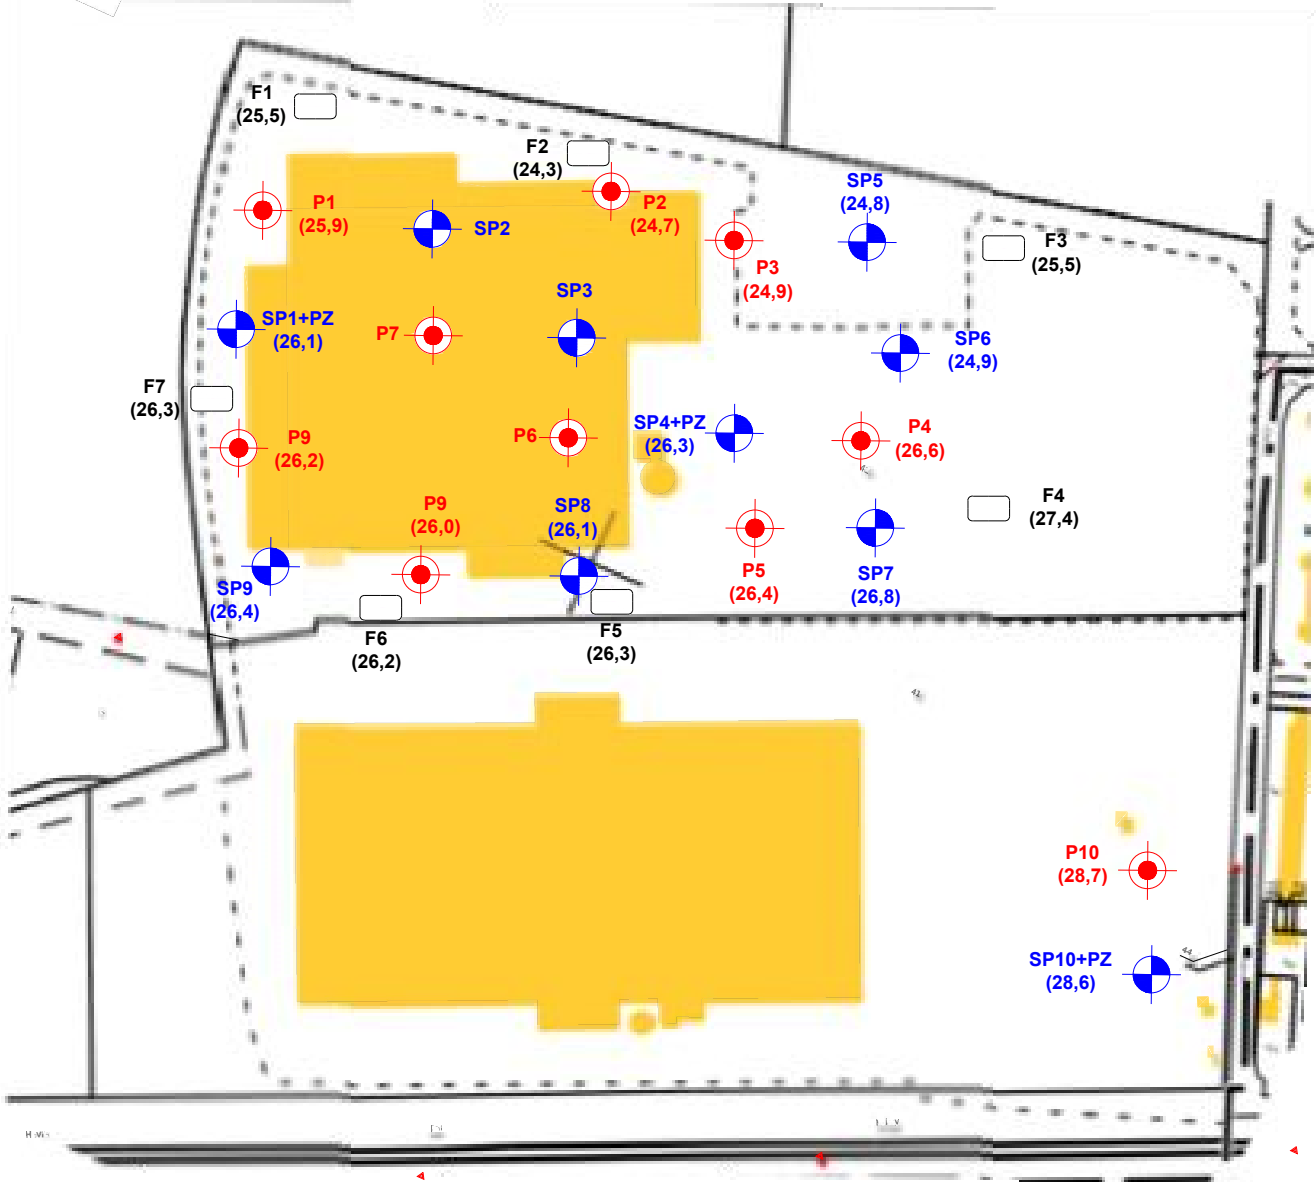 F1
(25,5)
F2
(24,3)
SP5
(24,8)
P1
(25,9)
SP2
P2
(24,7)
P3
(24,9)
F3
(25,5)
SP3
SP1+PZ
(26,1)
P7
SP6
(24,9)
F7
(26,3)
P9
(26,2)
P6
SP4+PZ
(26,3)
P4
(26,6)
P9
(26,0)
SP8
(26,1)
F4
(27,4)
SP9
(26,4)
P5
(26,4)
SP7
(26,8)
F6
(26,2)
F5
(26,3)
P10
(28,7)
44
SP10+PZ
(28,6)